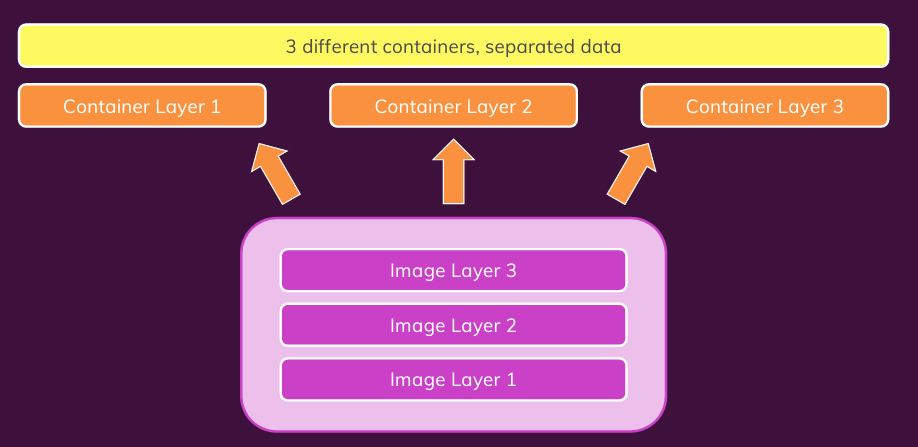 3 different containers, separated data
Container Layer 1
Container Layer 2
Container Layer 3
Image Layer 3
Image Layer 2
Image Layer 1